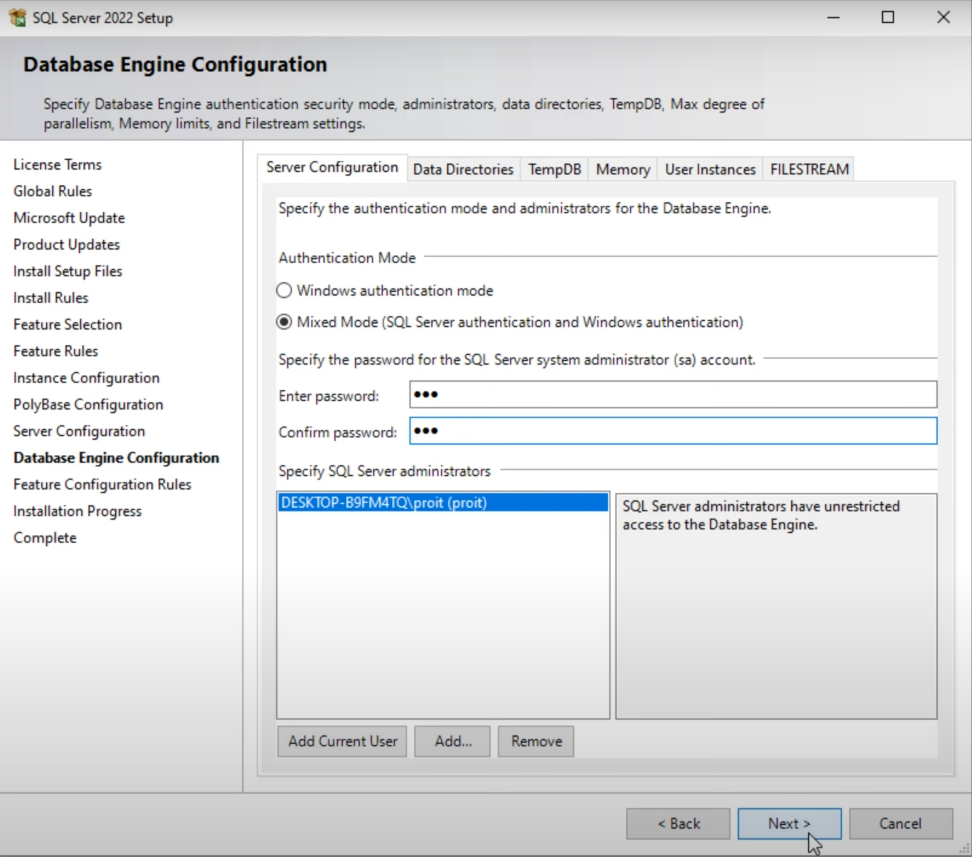 SQL Server 2022 Setup
Database Engine Configuration
Specify Database Engine authentication security mode, administrators, data directories, TempDB, Max degree of
parallelism, Memory limits, and Filestream settings.
License Terms
Global Rules
Microsoft Update
Product Updates
Install Setup Files
Install Rules
Feature Selection
Feature Rules
Instance Configuration
PolyBase Configuration
Server Configuration
Database Engine Configuration
Feature Configuration Rules
Installation Progress
Complete
Server Configuration Data Directories TempDB Memory User Instances FILESTREAM
Specify the authentication mode and administrators for the Database Engine.
Authentication Mode
Windows authentication mode
Mixed Mode (SQL Server authentication and Windows authentication)
Specify the password for the SQL Server system administrator (sa) account.
Enter password: •••
Confirm password: •••
Specify SQL Server administrators
DESKTOP-B9FM4TQ\proit (proit)
SQL Server administrators have unrestricted
access to the Database Engine.
Add Current User Add... Remove
< Back Next > Cancel